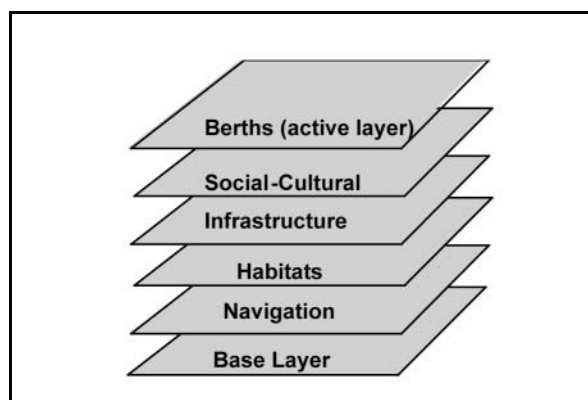 Berths (active layer)
Social-Cultural
Infrastructure
Habitats
Navigation
Base Layer